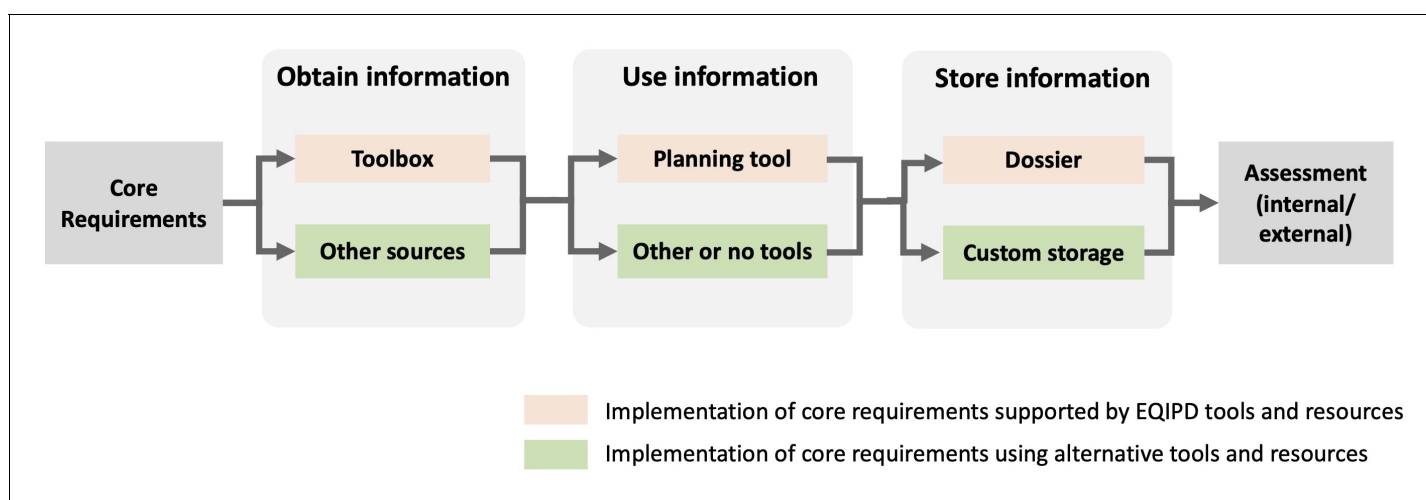 Obtain information
Use information
Store information
Core
Requirements
Toolbox
Other sources
Planning tool
Other or no tools
Dossier
Custom storage
Assessment
(internal/
external)
Implementation of core requirements supported by EQIPD tools and resources
Implementation of core requirements using alternative tools and resources